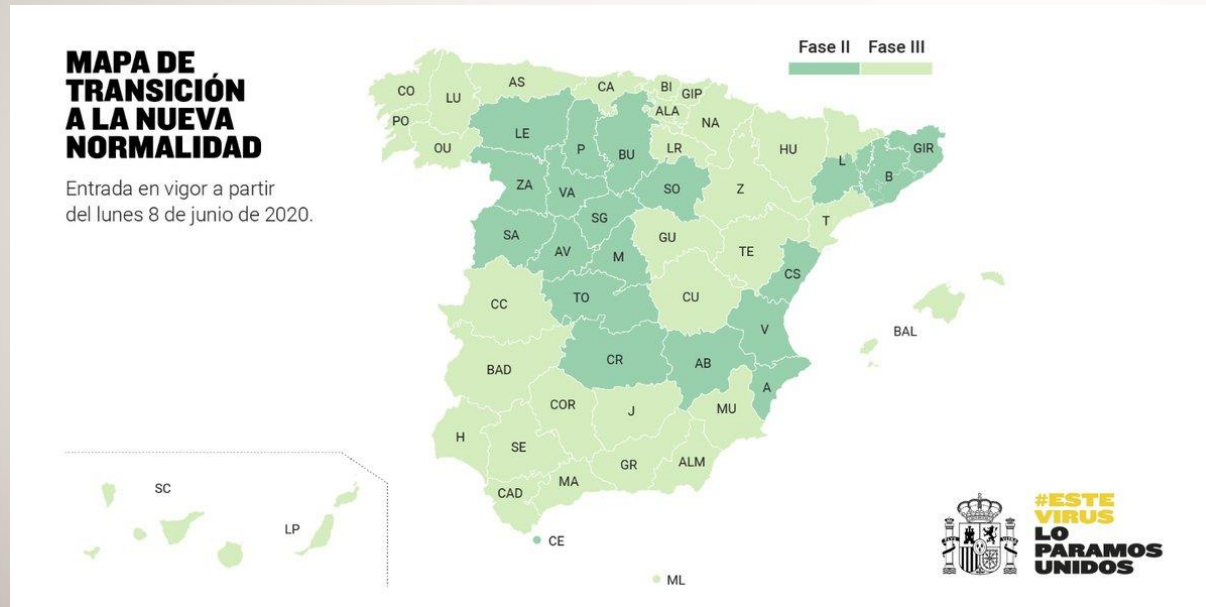 MAPA DE
TRANSICIÓN
A LA NUEVA
NORMALIDAD
Entrada en vigor a partir
del lunes 8 de junio de 2020.
Fase II Fase III
CO
LU
AS
CA
BI
GIP
PO
OU
LE
P
BU
ALA
NA
LR
HU
L
GIR
B
ZA
VA
SO
Z
SG
T
SA
AV
M
GU
TE
CS
CC
TO
CU
BAL
V
BAD
CR
AB
A
COR
J
MU
H
SE
GR
ALM
MA
CAD
CE
ML
SC
LP
#ESTE
VIRUS
LO
PARAMOS
UNIDOS